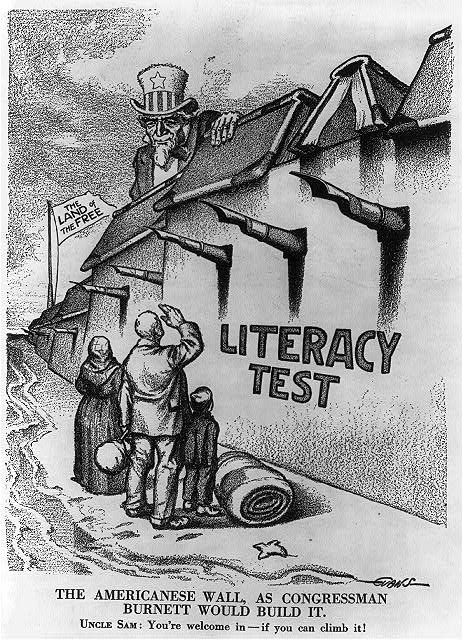 THE
LAND of
THE FREE
LITERACY
TEST
EVANS
THE AMERICANESE WALL, AS CONGRESSMAN
BURNETT WOULD BUILD IT.
UNCLE SAM: You're welcome in—if you can climb it!